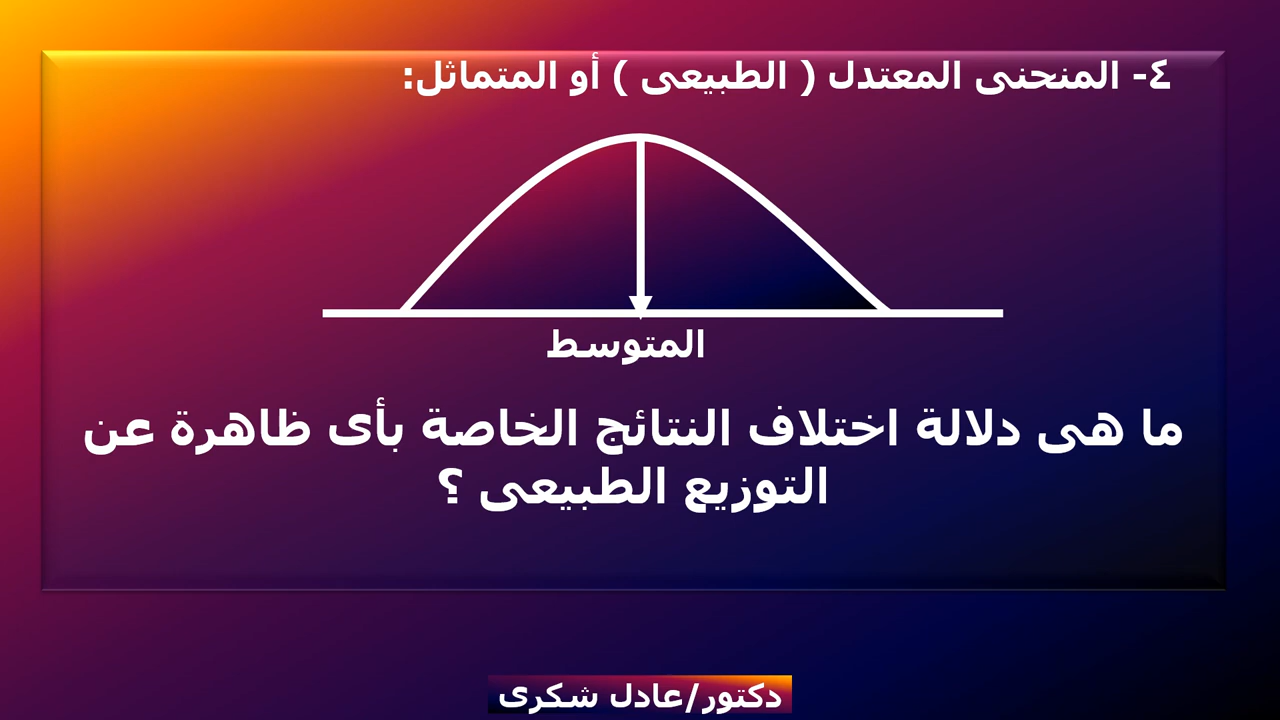 ٤- المنحنى المعتدل ( الطبيعى ) أو المتماثل:
المتوسط
ما هى دلالة اختلاف النتائج الخاصة بأى ظاهرة عن
التوزيع الطبيعى ؟
دكتور/عادل شكرى